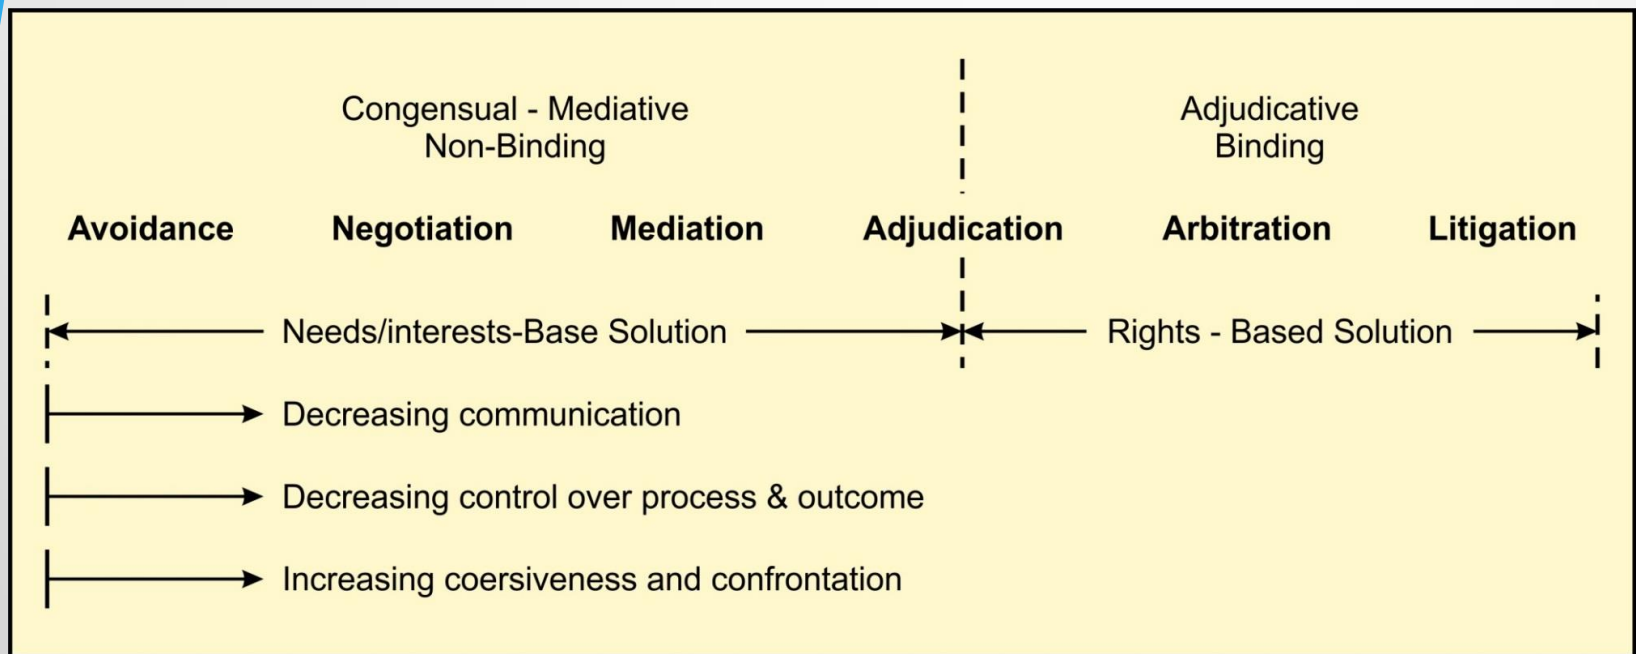 Congensual - Mediative
Non-Binding
Adjudicative
Binding
Avoidance Negotiation Mediation Adjudication Arbitration Litigation
Needs/interests-Base Solution Rights - Based Solution
Decreasing communication
Decreasing control over process & outcome
Increasing coersiveness and confrontation